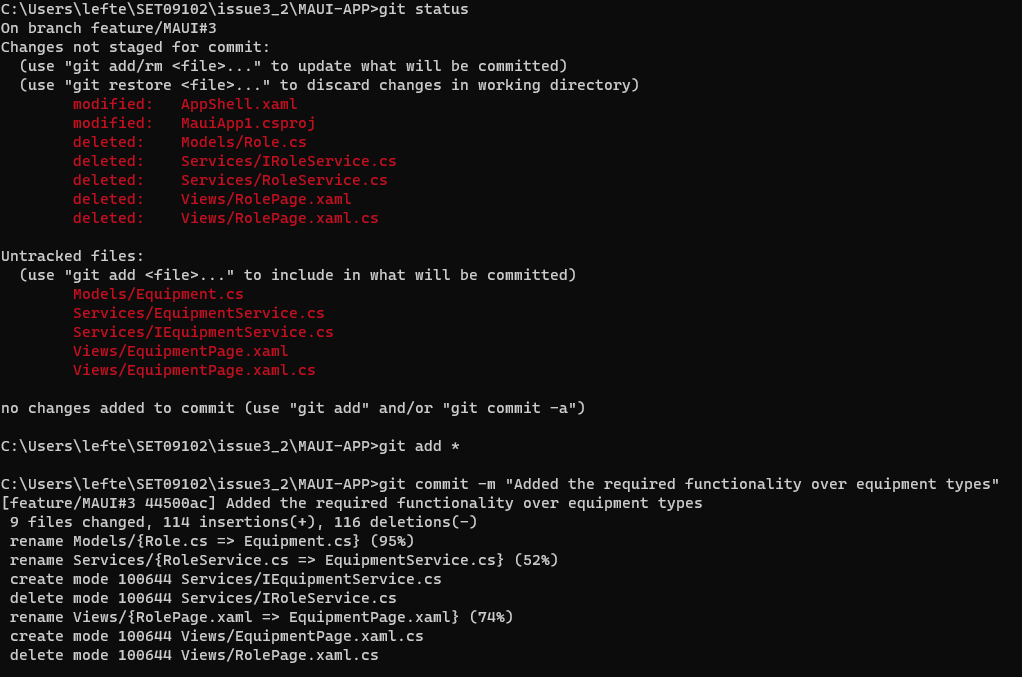 C:\Users\lefte\SET09102\issue3_2\MAUI-APP>git status
On branch feature/MAUI#3
Changes not staged for commit:
  (use "git add/rm <file>..." to update what will be committed)
  (use "git restore <file>..." to discard changes in working directory)
        modified:   AppShell.xaml
        modified:   MauiApp1.csproj
        deleted:    Models/Role.cs
        deleted:    Services/IRoleService.cs
        deleted:    Services/RoleService.cs
        deleted:    Views/RolePage.xaml
        deleted:    Views/RolePage.xaml.cs

Untracked files:
  (use "git add <file>..." to include in what will be committed)
        Models/Equipment.cs
        Services/EquipmentService.cs
        Services/IEquipmentService.cs
        Views/EquipmentPage.xaml
        Views/EquipmentPage.xaml.cs

no changes added to commit (use "git add" and/or "git commit -a")

C:\Users\lefte\SET09102\issue3_2\MAUI-APP>git add *

C:\Users\lefte\SET09102\issue3_2\MAUI-APP>git commit -m "Added the required functionality over equipment types"
[feature/MAUI#3 44500ac] Added the required functionality over equipment types
 9 files changed, 114 insertions(+), 116 deletions(-)
 rename Models/{Role.cs => Equipment.cs} (95%)
 rename Services/{RoleService.cs => EquipmentService.cs} (52%)
 create mode 100644 Services/IEquipmentService.cs
 delete mode 100644 Services/IRoleService.cs
 rename Views/{RolePage.xaml => EquipmentPage.xaml} (74%)
 create mode 100644 Views/EquipmentPage.xaml.cs
 delete mode 100644 Views/RolePage.xaml.cs